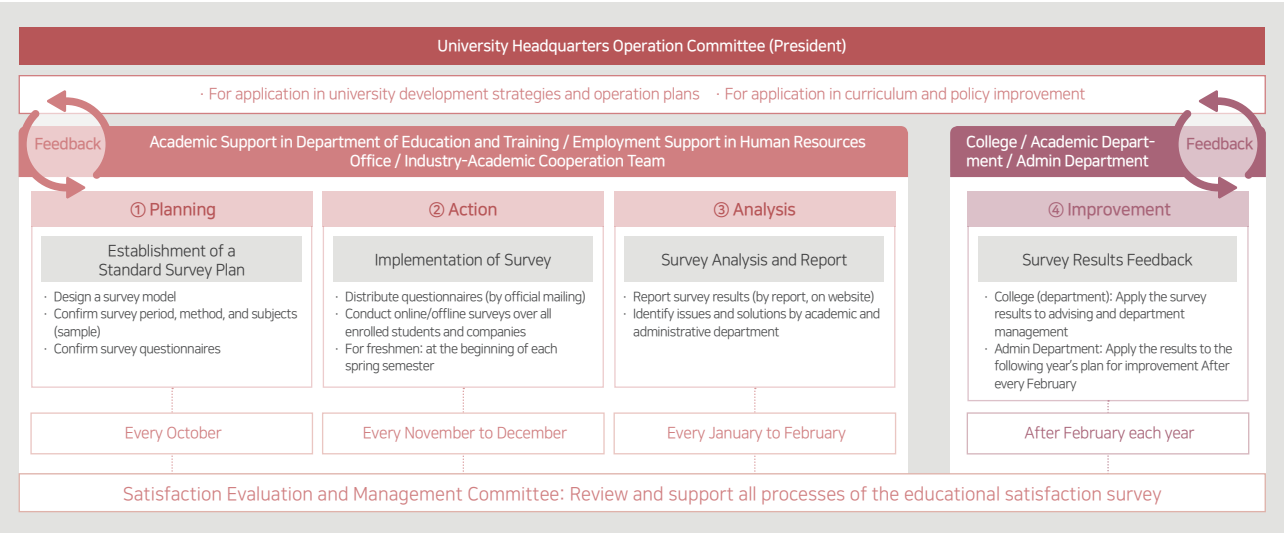 University Headquarters Operation Committee (President)
· For application in university development strategies and operation plans · For application in curriculum and policy improvement
Feedback
Academic Support in Department of Education and Training / Employment Support in Human Resources
Office / Industry-Academic Cooperation Team
College / Academic Depart-
ment / Admin Department
Feedback
① Planning
Establishment of a
Standard Survey Plan
· Design a survey model
· Confirm survey period, method, and subjects
(sample)
· Confirm survey questionnaires
Every October
② Action
Implementation of Survey
· Distribute questionnaires (by official mailing)
· Conduct online/offline surveys over all
enrolled students and companies
· For freshmen: at the beginning of each
spring semester
Every November to December
③ Analysis
Survey Analysis and Report
· Report survey results (by report, on website)
· Identify issues and solutions by academic and
administrative department
Every January to February
④ Improvement
Survey Results Feedback
· College (department): Apply the survey
results to advising and department
management
· Admin Department: Apply the results to the
following year's plan for improvement After
every February
After February each year
Satisfaction Evaluation and Management Committee: Review and support all processes of the educational satisfaction survey